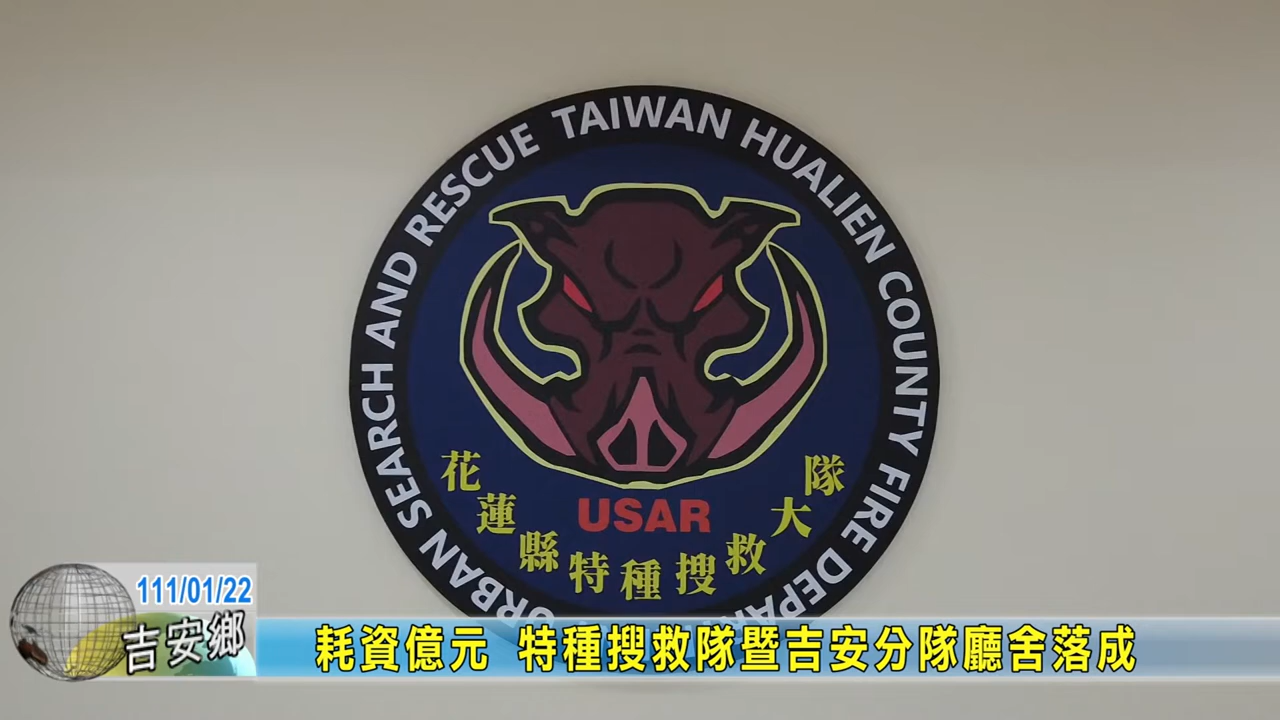 URBAN SEARCH AND RESCUE TAIWAN HUALIEN COUNTY FIRE
USAR
花蓮縣特種搜救大隊
111/01/22
吉安鄉
耗資億元 特種搜救隊暨吉安分隊廳舍落成